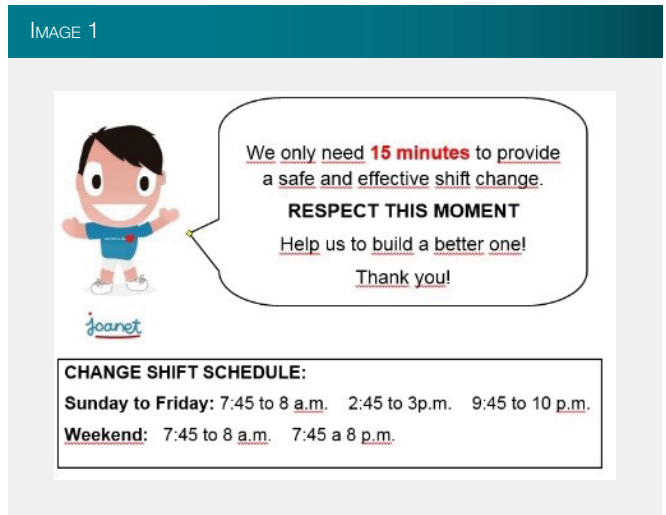 IMAGE 1
We only need 15 minutes to provide
a safe and effective shift change.
RESPECT THIS MOMENT
Help us to build a better one!
Thank you!
joanet
CHANGE SHIFT SCHEDULE:
Sunday to Friday: 7:45 to 8 a.m. 2:45 to 3p.m. 9:45 to 10 p.m.
Weekend: 7:45 to 8 a.m. 7:45 a 8 p.m.